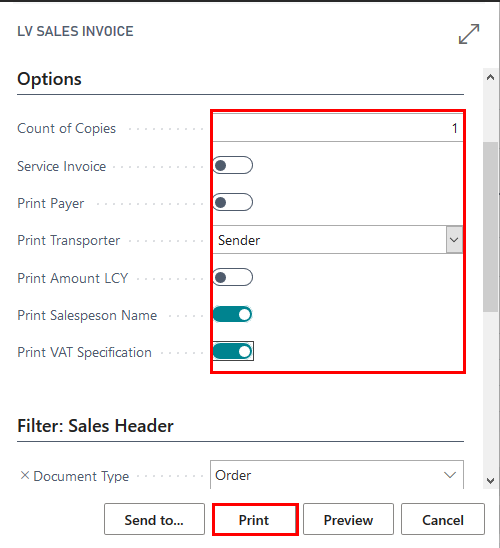 LV SALES INVOICE
Options
Count of Copies 1
Service Invoice
Print Payer
Print Transporter Sender
Print Amount LCY
Print Salespeson Name
Print VAT Specification
Filter: Sales Header
× Document Type Order
Send to... Print Preview Cancel